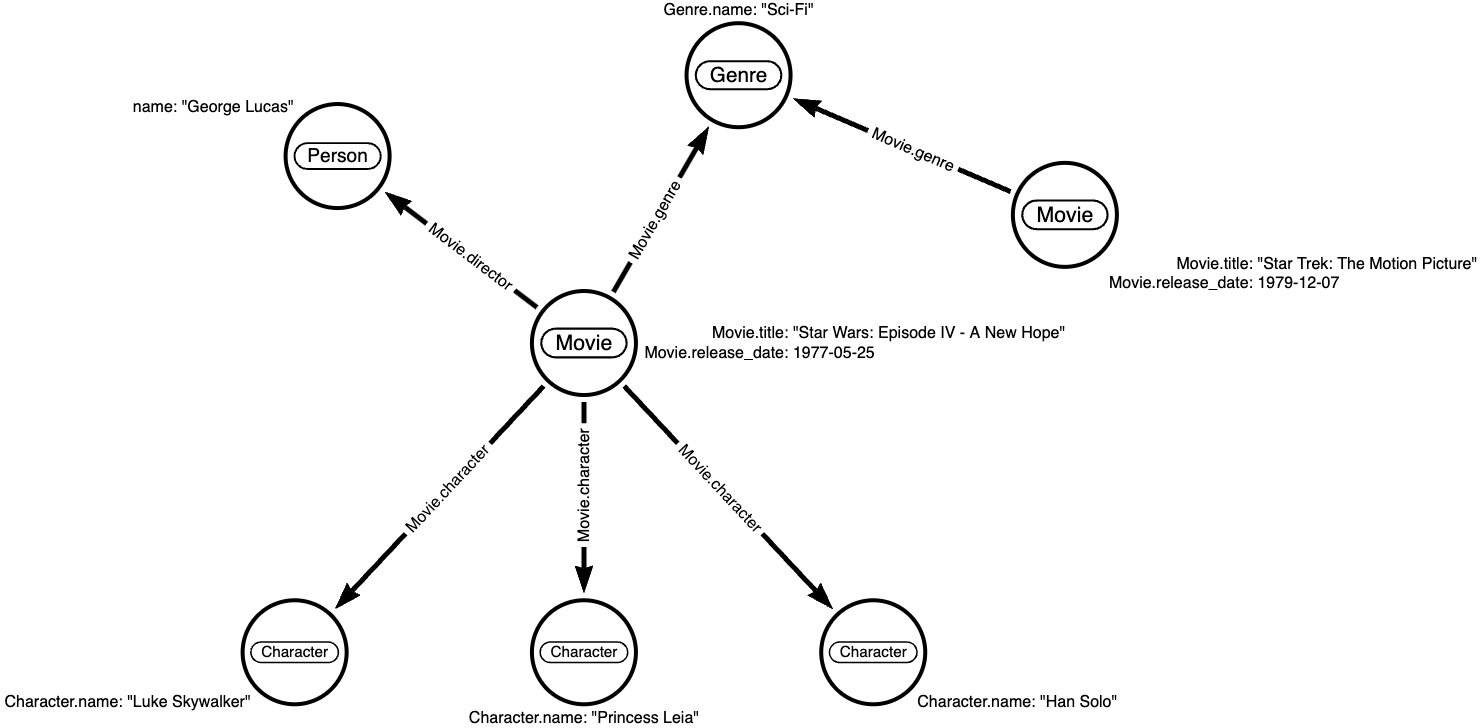 Genre.name: "Sci-Fi"
Genre
name: "George Lucas"
Person
Movie.genre
Movie.director
Movie.genre
Movie
Movie.title: "Star Trek: The Motion Picture"
Movie.release_date: 1979-12-07
Movie
Movie.title: "Star Wars: Episode IV - A New Hope"
Movie.release_date: 1977-05-25
Movie.character
Movie.character
Movie.character
Character
Character
Character
Character.name: "Luke Skywalker"
Character.name: "Princess Leia"
Character.name: "Han Solo"